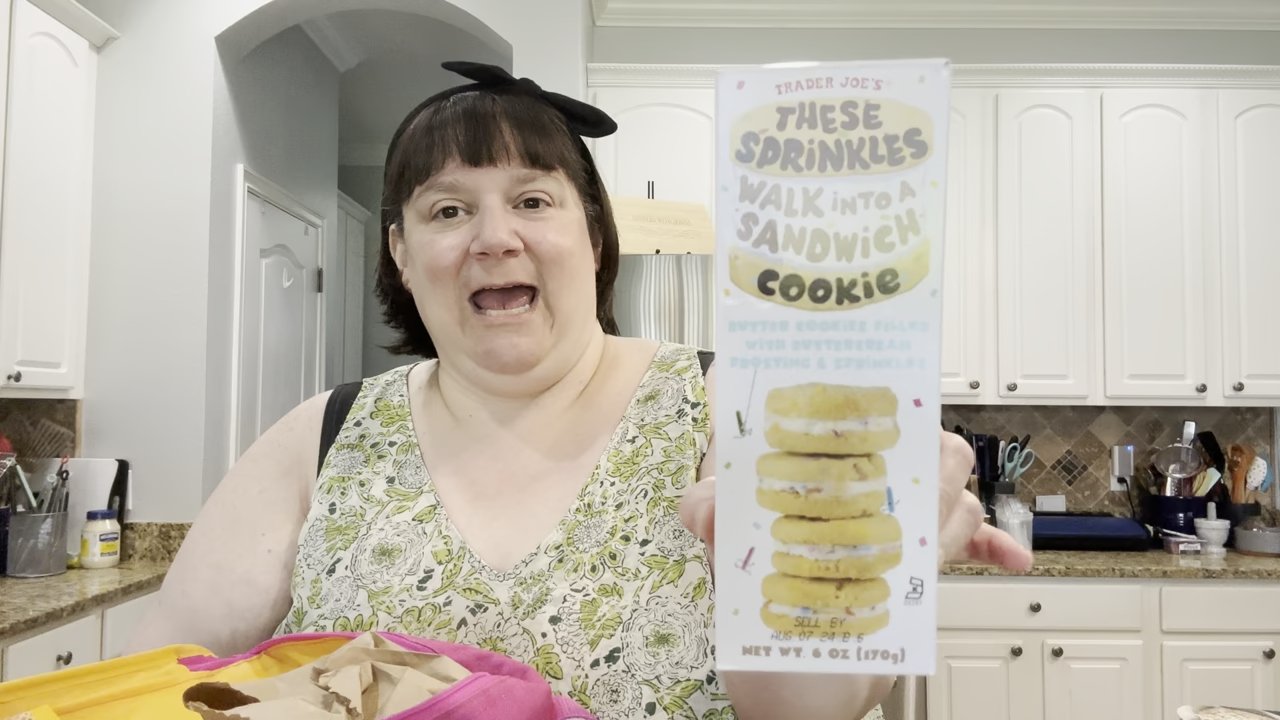 TRADER JOE'S
THESE
SPRINKLES
WALK INTO A
SANDWICH
COOKIE
BUTTER COOKIES FILLED
WITH BUTTERCREAM
FROSTING & SPRINKLES
SELL BY
AUG 07 24 B 6
NET WT. 6 OZ (170g)